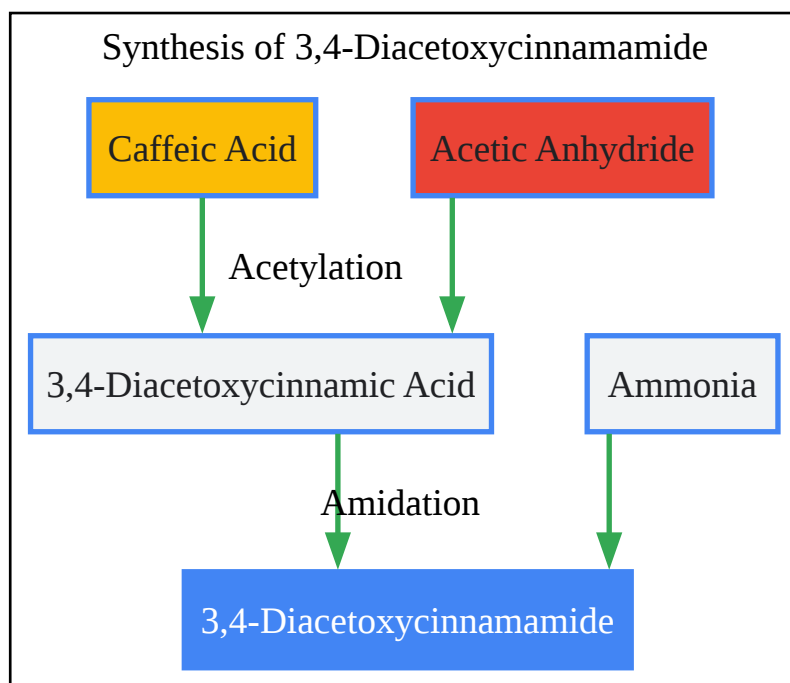 Synthesis of 3,4-Diacetoxycinnamamide
Caffeic Acid
Acetic Anhydride
Acetylation
3,4-Diacetoxycinnamic Acid
Ammonia
Amidation
3,4-Diacetoxycinnamamide